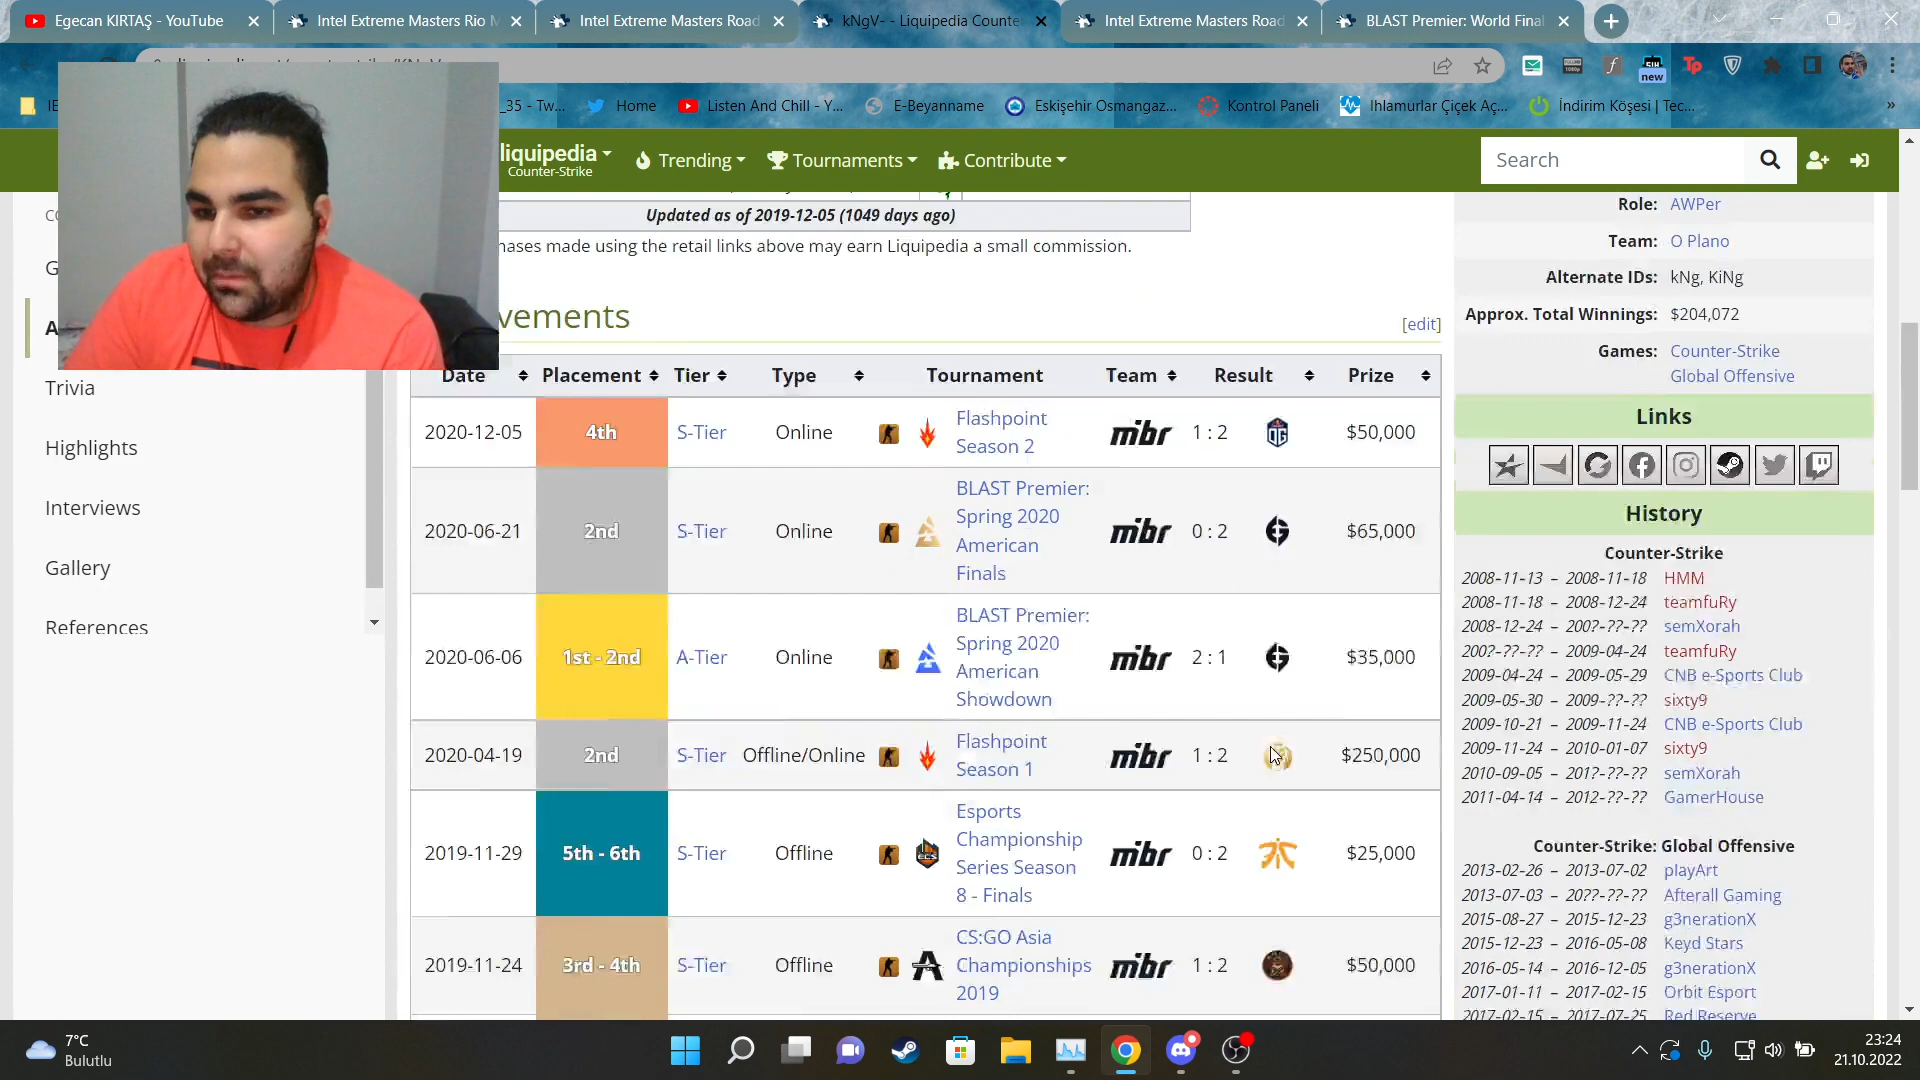 Egecan KIRTAŞ - YouTube
Intel Extreme Masters Rio M
Intel Extreme Masters Road
kNgV- - Liquipedia Counte
Intel Extreme Masters Road
BLAST Premier: World Final
new
_35 - Tw...
Home
Listen And Chill - Y...
E-Beyanname
Eskişehir Osmangaz...
Kontrol Paneli
Ihlamurlar Çiçek Aç...
İndirim Köşesi | Tec...
liquipedia
Counter-Strike
Trending
Tournaments
Contribute
Search
Updated as of 2019-12-05 (1049 days ago)
hases made using the retail links above may earn Liquipedia a small commission.
vements
[edit]
Trivia
Highlights
Interviews
Gallery
References
Date Placement Tier Type Tournament Team Result Prize
2020-12-05 4th S-Tier Online Flashpoint Season 2 mibr 1 : 2 OG $50,000
2020-06-21 2nd S-Tier Online BLAST Premier: Spring 2020 American Finals mibr 0 : 2 $65,000
2020-06-06 1st - 2nd A-Tier Online BLAST Premier: Spring 2020 American Showdown mibr 2 : 1 $35,000
2020-04-19 2nd S-Tier Offline/Online Flashpoint Season 1 mibr 1 : 2 $250,000
2019-11-29 5th - 6th S-Tier Offline Esports Championship Series Season 8 - Finals mibr 0 : 2 $25,000
2019-11-24 3rd - 4th S-Tier Offline CS:GO Asia Championships 2019 mibr 1 : 2 $50,000
Role: AWPer
Team: O Plano
Alternate IDs: kNg, KiNg
Approx. Total Winnings: $204,072
Games: Counter-Strike
Global Offensive
Links
History
Counter-Strike
2008-11-13 – 2008-11-18 HMM
2008-11-18 – 2008-12-24 teamfuRy
2008-12-24 – 200?-??-?? semXorah
200?-??-?? – 2009-04-24 teamfuRy
2009-04-24 – 2009-05-29 CNB e-Sports Club
2009-05-30 – 2009-??-?? sixty9
2009-10-21 – 2009-11-24 CNB e-Sports Club
2009-11-24 – 2010-01-07 sixty9
2010-09-05 – 201?-??-?? semXorah
2011-04-14 – 2012-??-?? GamerHouse
Counter-Strike: Global Offensive
2013-02-26 – 2013-07-02 playArt
2013-07-03 – 20??-??-?? Afterall Gaming
2015-08-27 – 2015-12-23 g3nerationX
2015-12-23 – 2016-05-08 Keyd Stars
2016-05-14 – 2016-12-05 g3nerationX
2017-01-11 – 2017-02-15 Orbit Esport
2017-02-15 – 2017-07-25 Red Reserve
7°C
Bulutlu
23:24
21.10.2022